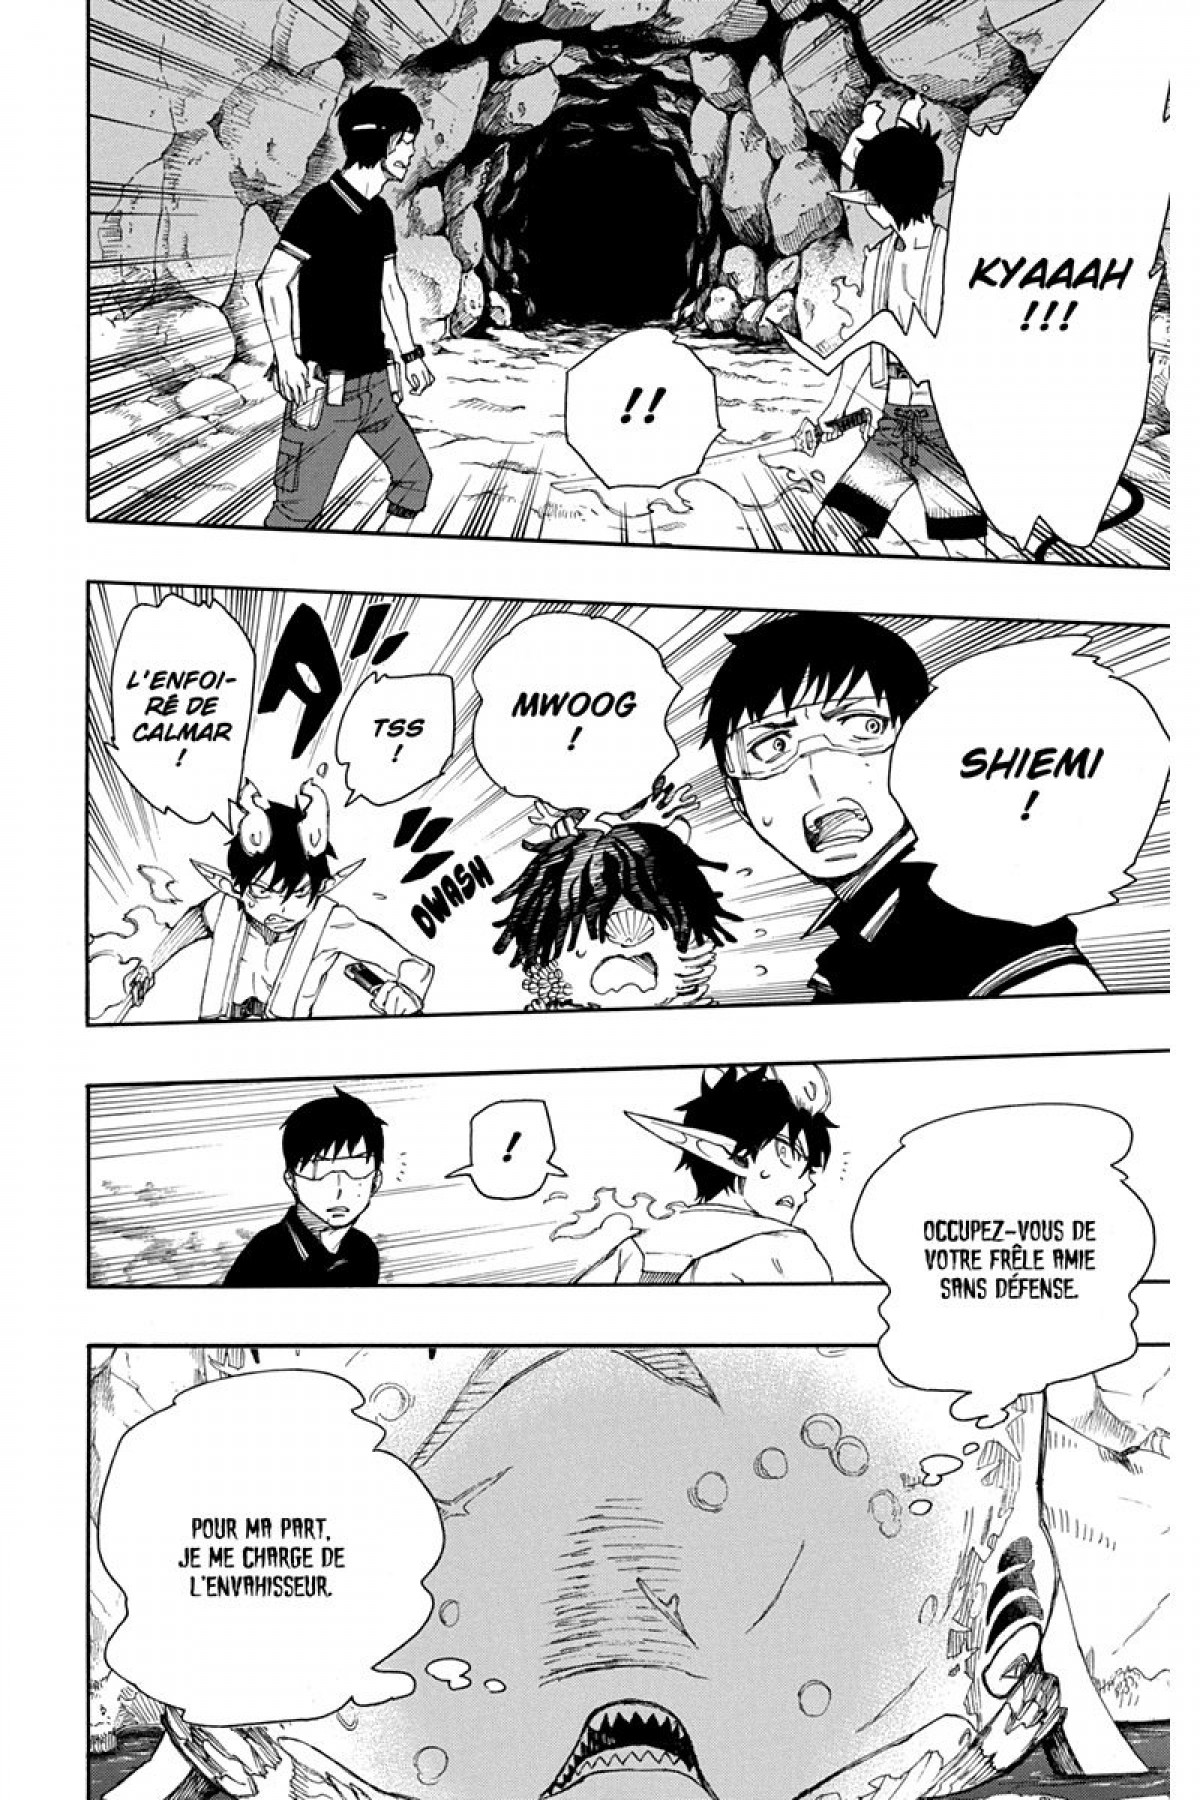 KYAAAH
!!!
!!
SHIEMI
!
MWOOG
!
DWASH
TSS
!
L'ENFOI-
RÉ DE
CALMAR
!
OCCUPEZ-VOUS DE
VOTRE FRÊLE AMIE
SANS DÉFENSE.
!
POUR MA PART,
JE ME CHARGE DE
L'ENVAHISSEUR.